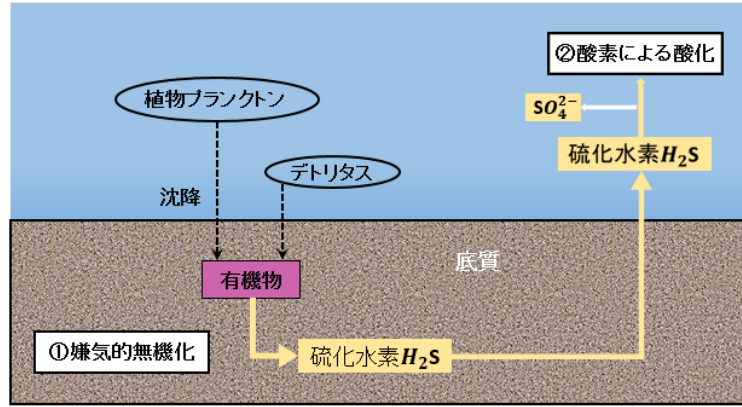 ②酸素による酸化
植物プランクトン
SO₄²⁻
硫化水素H₂S
デトリタス
沈降
底質
有機物
①嫌気的無機化
硫化水素H₂S